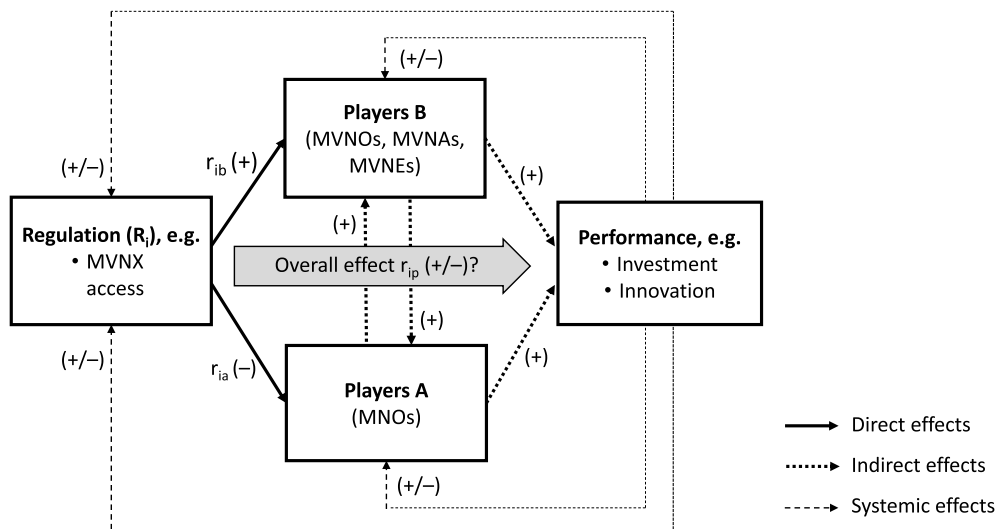 (+/–)
(+/–)
Players B
(MVNOs, MVNAs,
MVNEs)
r_ib (+)
(+)
Regulation (R_i), e.g.
• MVNX
access
(+)
Overall effect r_ip (+/–)?
Performance, e.g.
• Investment
• Innovation
(+)
(+/–)
r_ia (–)
(+)
Players A
(MNOs)
(+/–)
Direct effects
Indirect effects
Systemic effects